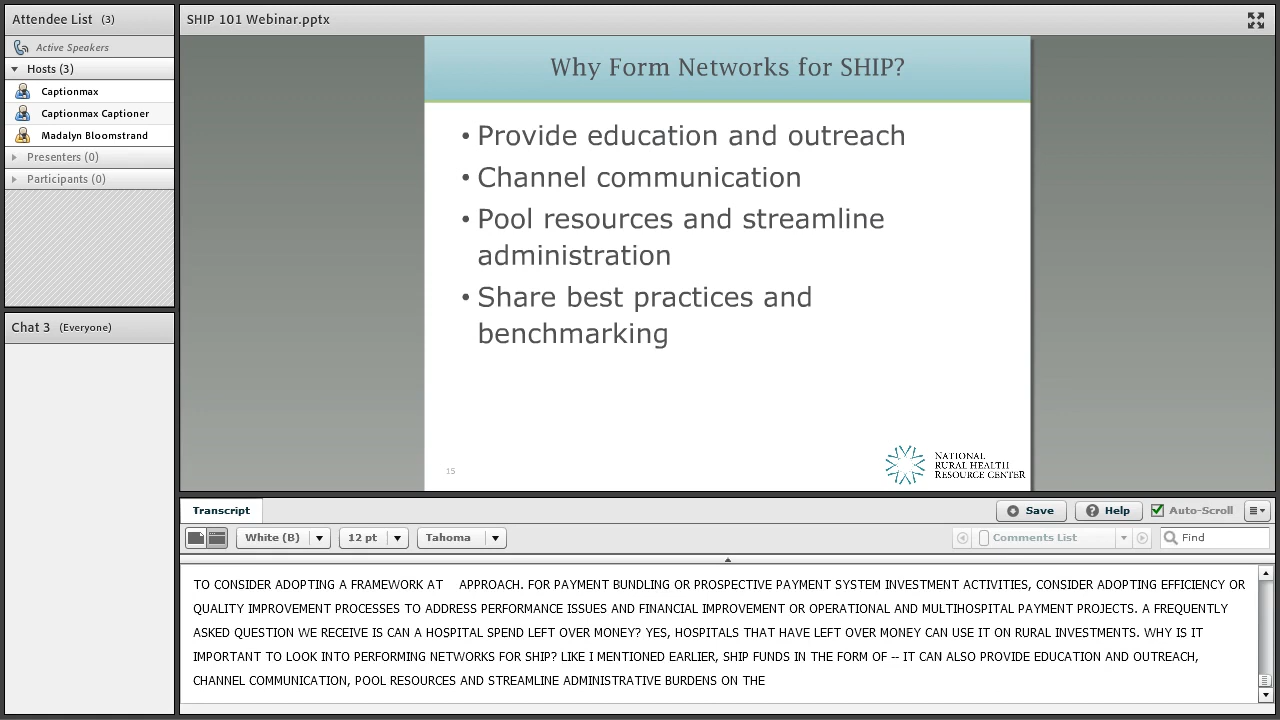 Attendee List (3)
Active Speakers
Hosts (3)
Captionmax
Captionmax Captioner
Madalyn Bloomstrand
Presenters (0)
Participants (0)
Chat 3 (Everyone)
SHIP 101 Webinar.pptx
Why Form Networks for SHIP?
• Provide education and outreach
• Channel communication
• Pool resources and streamline
administration
• Share best practices and
benchmarking
15
NATIONAL
RURAL HEALTH
RESOURCE CENTER
Transcript
Save
Help
Auto-Scroll
White (B)
12 pt
Tahoma
Comments List
Find
TO CONSIDER ADOPTING A FRAMEWORK AT APPROACH. FOR PAYMENT BUNDLING OR PROSPECTIVE PAYMENT SYSTEM INVESTMENT ACTIVITIES, CONSIDER ADOPTING EFFICIENCY OR
QUALITY IMPROVEMENT PROCESSES TO ADDRESS PERFORMANCE ISSUES AND FINANCIAL IMPROVEMENT OR OPERATIONAL AND MULTIHOSPITAL PAYMENT PROJECTS. A FREQUENTLY
ASKED QUESTION WE RECEIVE IS CAN A HOSPITAL SPEND LEFT OVER MONEY? YES, HOSPITALS THAT HAVE LEFT OVER MONEY CAN USE IT ON RURAL INVESTMENTS. WHY IS IT
IMPORTANT TO LOOK INTO PERFORMING NETWORKS FOR SHIP? LIKE I MENTIONED EARLIER, SHIP FUNDS IN THE FORM OF -- IT CAN ALSO PROVIDE EDUCATION AND OUTREACH,
CHANNEL COMMUNICATION, POOL RESOURCES AND STREAMLINE ADMINISTRATIVE BURDENS ON THE